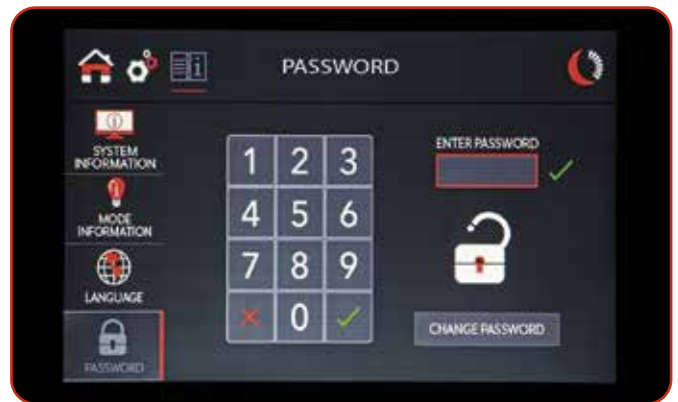 PASSWORD
SYSTEM
INFORMATION
MODE
INFORMATION
LANGUAGE
PASSWORD
1 2 3
4 5 6
7 8 9
0
ENTER PASSWORD
CHANGE PASSWORD